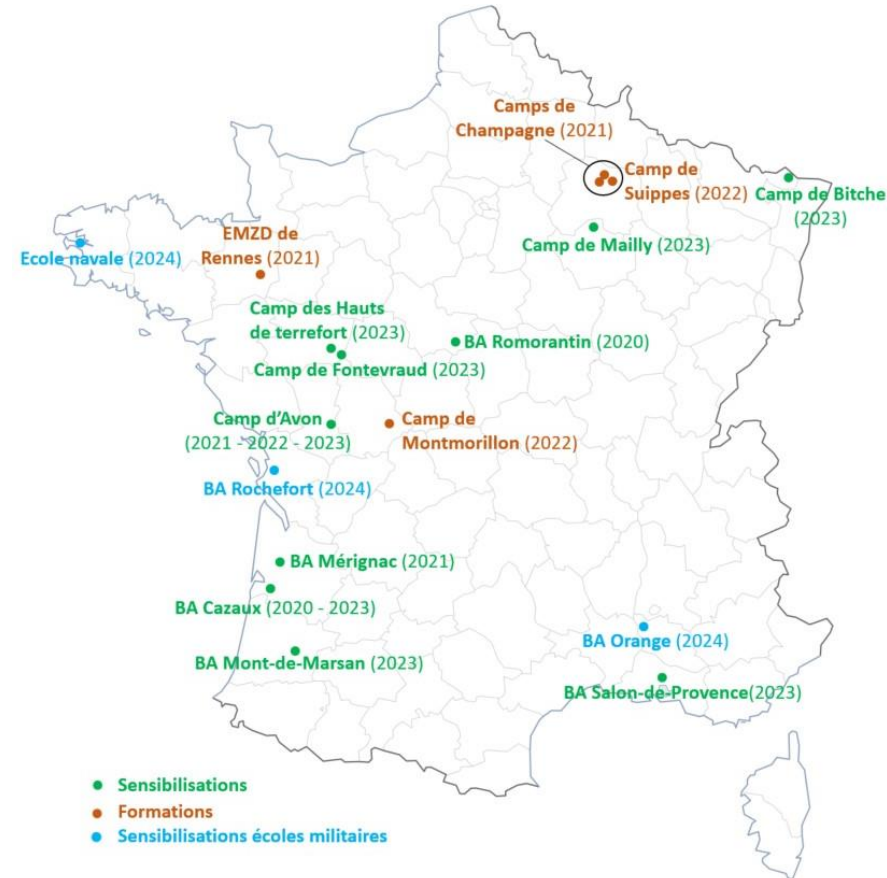 Camps de
Champagne (2021)
Camp de
Suippes (2022)
Camp de Bitche
(2023)
Camp de Mailly (2023)
EMZD de
Rennes (2021)
Ecole navale (2024)
Camp des Hauts
de terrefort (2023)
BA Romorantin (2020)
Camp de Fontevraud (2023)
Camp d'Avon
(2021 - 2022 - 2023)
Camp de
Montmorillon (2022)
BA Rochefort (2024)
BA Mérignac (2021)
BA Cazaux (2020 - 2023)
BA Orange (2024)
BA Mont-de-Marsan (2023)
BA Salon-de-Provence(2023)
Sensibilisations
Formations
Sensibilisations écoles militaires